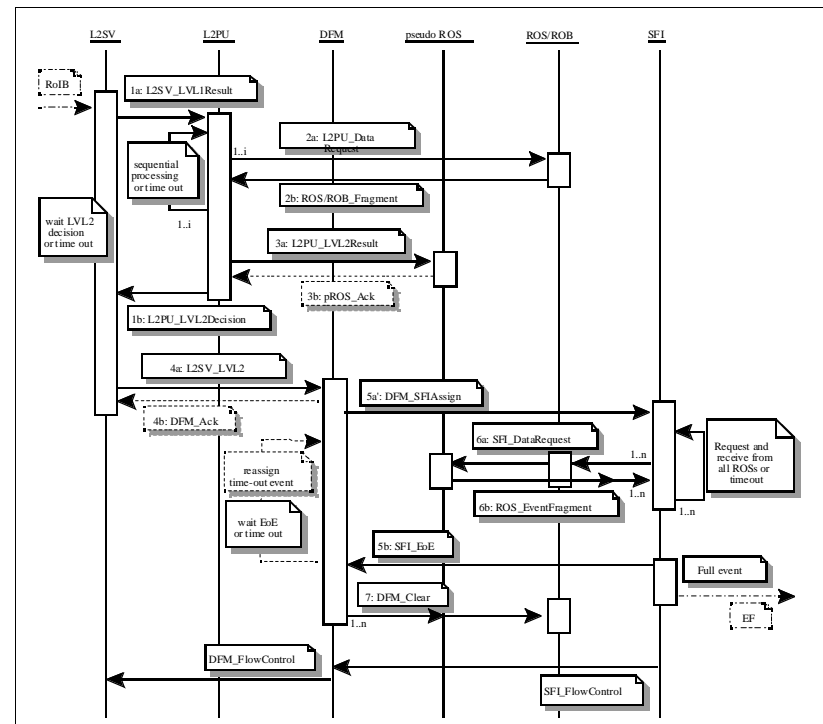 L2SV
L2PU
DFM
pseudo ROS
ROS/ROB
SFI
RoIB
1a: L2SV_LVL1Result
2a: L2PU_Data
Request
1..i
sequential
processing
or time out
2b: ROS/ROB_Fragment
1..i
wait LVL2
decision
or time out
3a: L2PU_LVL2Result
3b: pROS_Ack
1b: L2PU_LVL2Decision
4a: L2SV_LVL2
5a': DFM_SFIAssign
4b: DFM_Ack
6a: SFI_DataRequest
Request and
receive from
all ROSs or
timeout
1..n
reassign
time-out event
1..n
1..n
6b: ROS_EventFragment
wait EoE
or time out
5b: SFI_EoE
Full event
7: DFM_Clear
1..n
EF
DFM_FlowControl
SFI_FlowControl